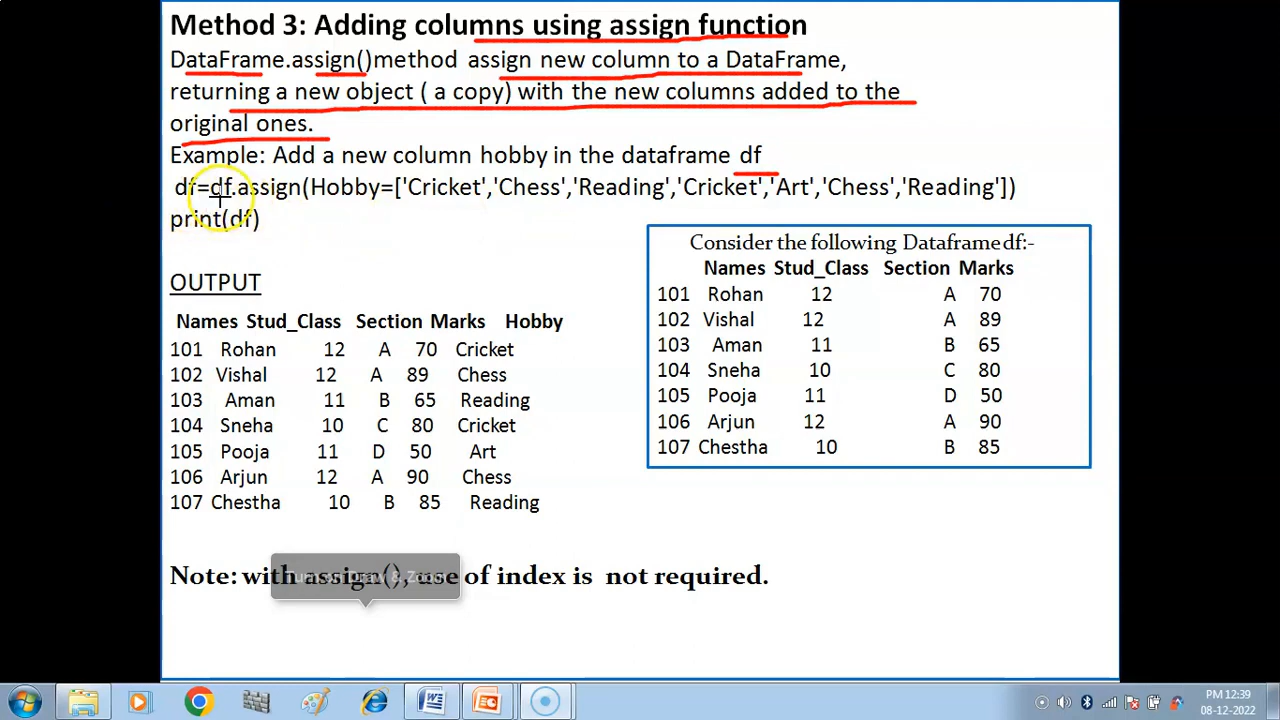 Method 3: Adding columns using assign function
DataFrame.assign()method assign new column to a DataFrame,
returning a new object ( a copy) with the new columns added to the
original ones.
Example: Add a new column hobby in the dataframe df
df=df.assign(Hobby=['Cricket','Chess','Reading','Cricket','Art','Chess','Reading'])
print(df)
OUTPUT
Names Stud_Class Section Marks Hobby
101 Rohan 12 A 70 Cricket
102 Vishal 12 A 89 Chess
103 Aman 11 B 65 Reading
104 Sneha 10 C 80 Cricket
105 Pooja 11 D 50 Art
106 Arjun 12 A 90 Chess
107 Chestha 10 B 85 Reading
Consider the following Dataframe df:-
Names Stud_Class Section Marks
101 Rohan 12 A 70
102 Vishal 12 A 89
103 Aman 11 B 65
104 Sneha 10 C 80
105 Pooja 11 D 50
106 Arjun 12 A 90
107 Chestha 10 B 85
Note: with assign(), use of index is not required.
Turn on Draw & Zoom
PM 12:39
08-12-2022